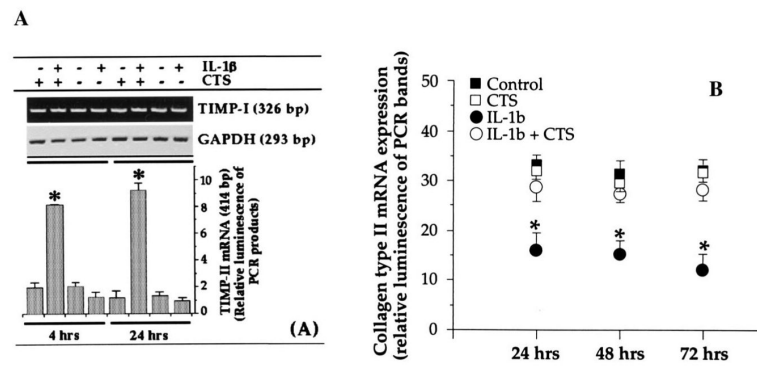 A
- + - + - + - + IL-1β
+ + - - + + - - CTS
TIMP-I (326 bp)
GAPDH (293 bp)
* *
10
8
6
4
2
0
TIMP-II mRNA (414 bp)
(Relative luminescence of
PCR products)
4 hrs 24 hrs
(A)
B
Control
CTS
IL-1b
IL-1b + CTS
Collagen type II mRNA expression
(relative luminescence of PCR bands)
50
40
30
20
10
0
* * *
24 hrs 48 hrs 72 hrs